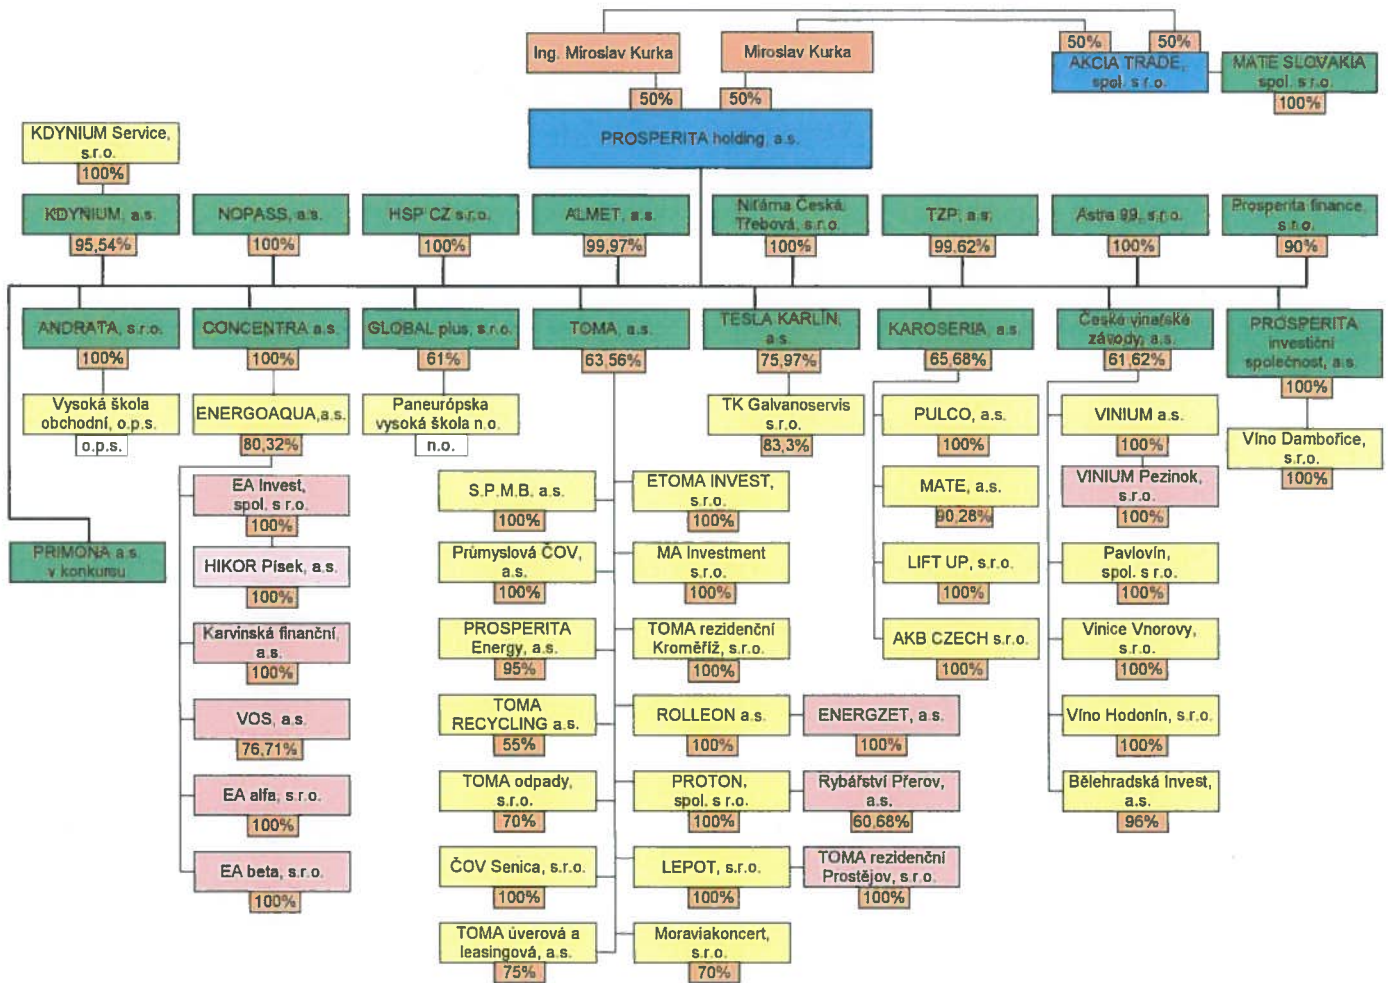 Ing. Miroslav Kurka
Miroslav Kurka
50%
50%
AKCIA TRADE,
spol. s r.o.
MATE SLOVAKIA
spol. s r.o.
100%
50%
50%
PROSPERITA holding, a.s.
KDYNIUM Service,
s.r.o.
100%
KDYNIUM, a.s.
95,54%
NOPASS, a.s.
100%
HSP CZ s.r.o.
100%
ALMET, a.s.
99,97%
Niťárna Česká
Třebová, s.r.o.
100%
TZP, a.s.
99,62%
Astra 99, s.r.o.
100%
Prosperita finance,
s.r.o.
90%
ANDRATA, s.r.o.
100%
CONCENTRA a.s.
100%
GLOBAL plus, s.r.o.
61%
TOMA, a.s.
63,56%
TESLA KARLÍN,
a.s.
75,97%
KAROSERIA, a.s.
65,68%
České vinařské
závody, a.s.
61,62%
PROSPERITA
investiční
společnost, a.s.
100%
Vysoká škola
obchodní, o.p.s.
o.p.s.
ENERGOAQUA,a.s.
80,32%
Paneurópska
vysoká škola n.o.
n.o.
TK Galvanoservis
s.r.o.
83,3%
PULCO, a.s.
100%
VINIUM a.s.
100%
Víno Dambořice,
s.r.o.
100%
EA Invest,
spol. s r.o.
100%
S.P.M.B. a.s.
100%
ETOMA INVEST,
s.r.o.
100%
MATE, a.s.
90,28%
VINIUM Pezinok,
s.r.o.
100%
PRIMONA a.s.
v konkursu
HIKOR Písek, a.s.
100%
Průmyslová ČOV,
a.s.
100%
MA Investment
s.r.o.
100%
LIFT UP, s.r.o.
100%
Pavlovín,
spol. s r.o.
100%
Karvinská finanční,
a.s.
100%
PROSPERITA
Energy, a.s.
95%
TOMA rezidenční
Kroměříž, s.r.o.
100%
AKB CZECH s.r.o.
100%
Vinice Vnorovy,
s.r.o.
100%
VOS, a.s.
76,71%
TOMA
RECYCLING a.s.
55%
ROLLEON a.s.
100%
ENERGZET, a.s.
100%
Víno Hodonín, s.r.o.
100%
EA alfa, s.r.o.
100%
TOMA odpady,
s.r.o.
70%
PROTON,
spol. s r.o.
100%
Rybářství Přerov,
a.s.
60,68%
Bělehradská Invest,
a.s.
96%
EA beta, s.r.o.
100%
ČOV Senica, s.r.o.
100%
LEPOT, s.r.o.
100%
TOMA rezidenční
Prostějov, s.r.o.
100%
TOMA úverová a
leasingová, a.s.
75%
Moraviakoncert,
s.r.o.
70%